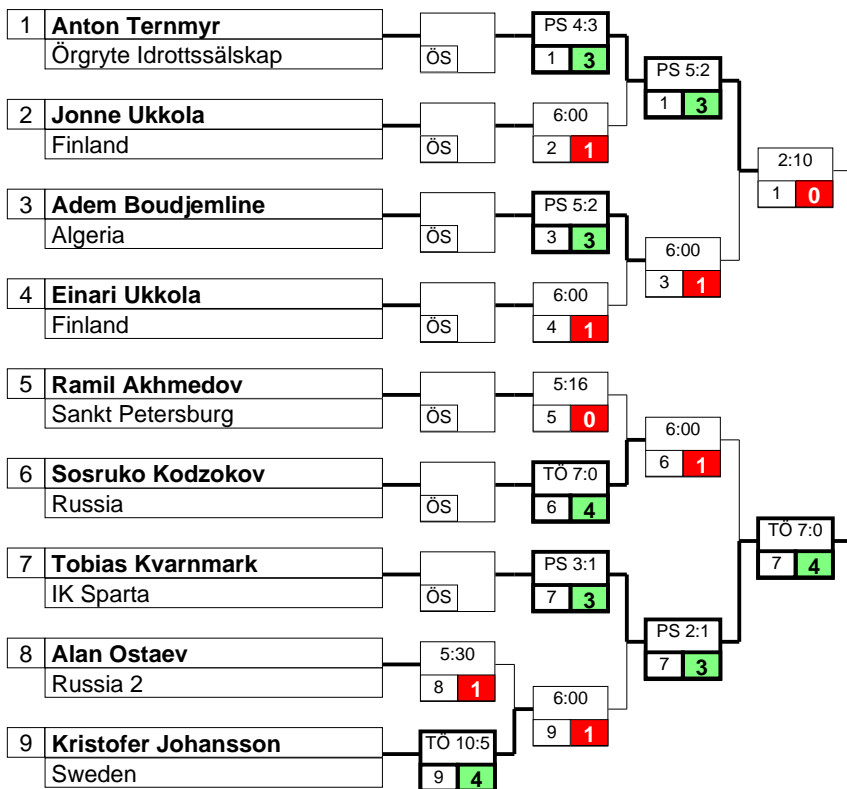 1 Anton Ternmyr
Örgryte Idrottssälskap
ÖS
PS 4:3
1 3
PS 5:2
1 3
2 Jonne Ukkola
Finland
ÖS
6:00
2 1
2:10
1 0
3 Adem Boudjemline
Algeria
ÖS
PS 5:2
3 3
6:00
3 1
4 Einari Ukkola
Finland
ÖS
6:00
4 1
5 Ramil Akhmedov
Sankt Petersburg
ÖS
5:16
5 0
6:00
6 1
6 Sosruko Kodzokov
Russia
ÖS
TÖ 7:0
6 4
TÖ 7:0
7 4
7 Tobias Kvarnmark
IK Sparta
ÖS
PS 3:1
7 3
PS 2:1
7 3
8 Alan Ostaev
Russia 2
5:30
8 1
6:00
9 1
9 Kristofer Johansson
Sweden
TÖ 10:5
9 4